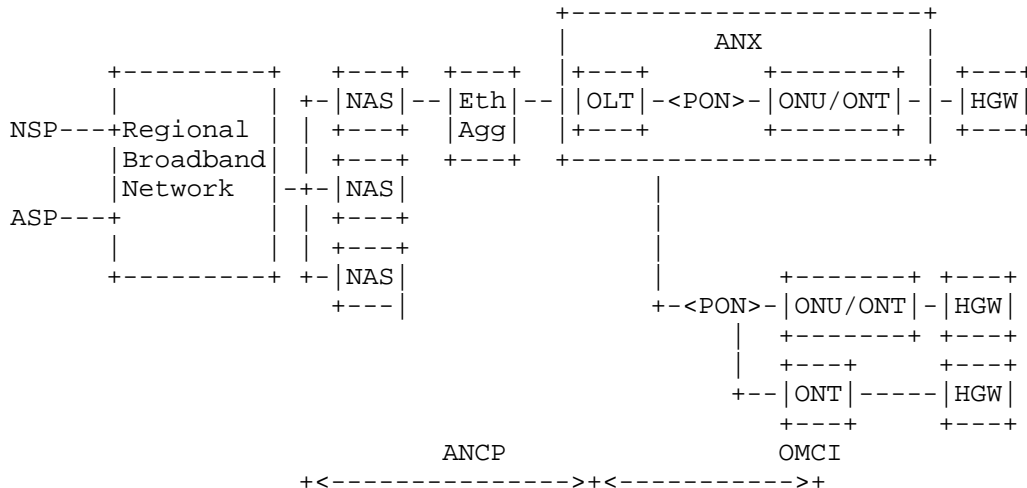 ANX
NAS Eth OLT PON ONU/ONT HGW
NSP Regional Agg
Broadband
Network NAS
ASP
NAS
PON ONU/ONT HGW
ONT HGW
ANCP OMCI